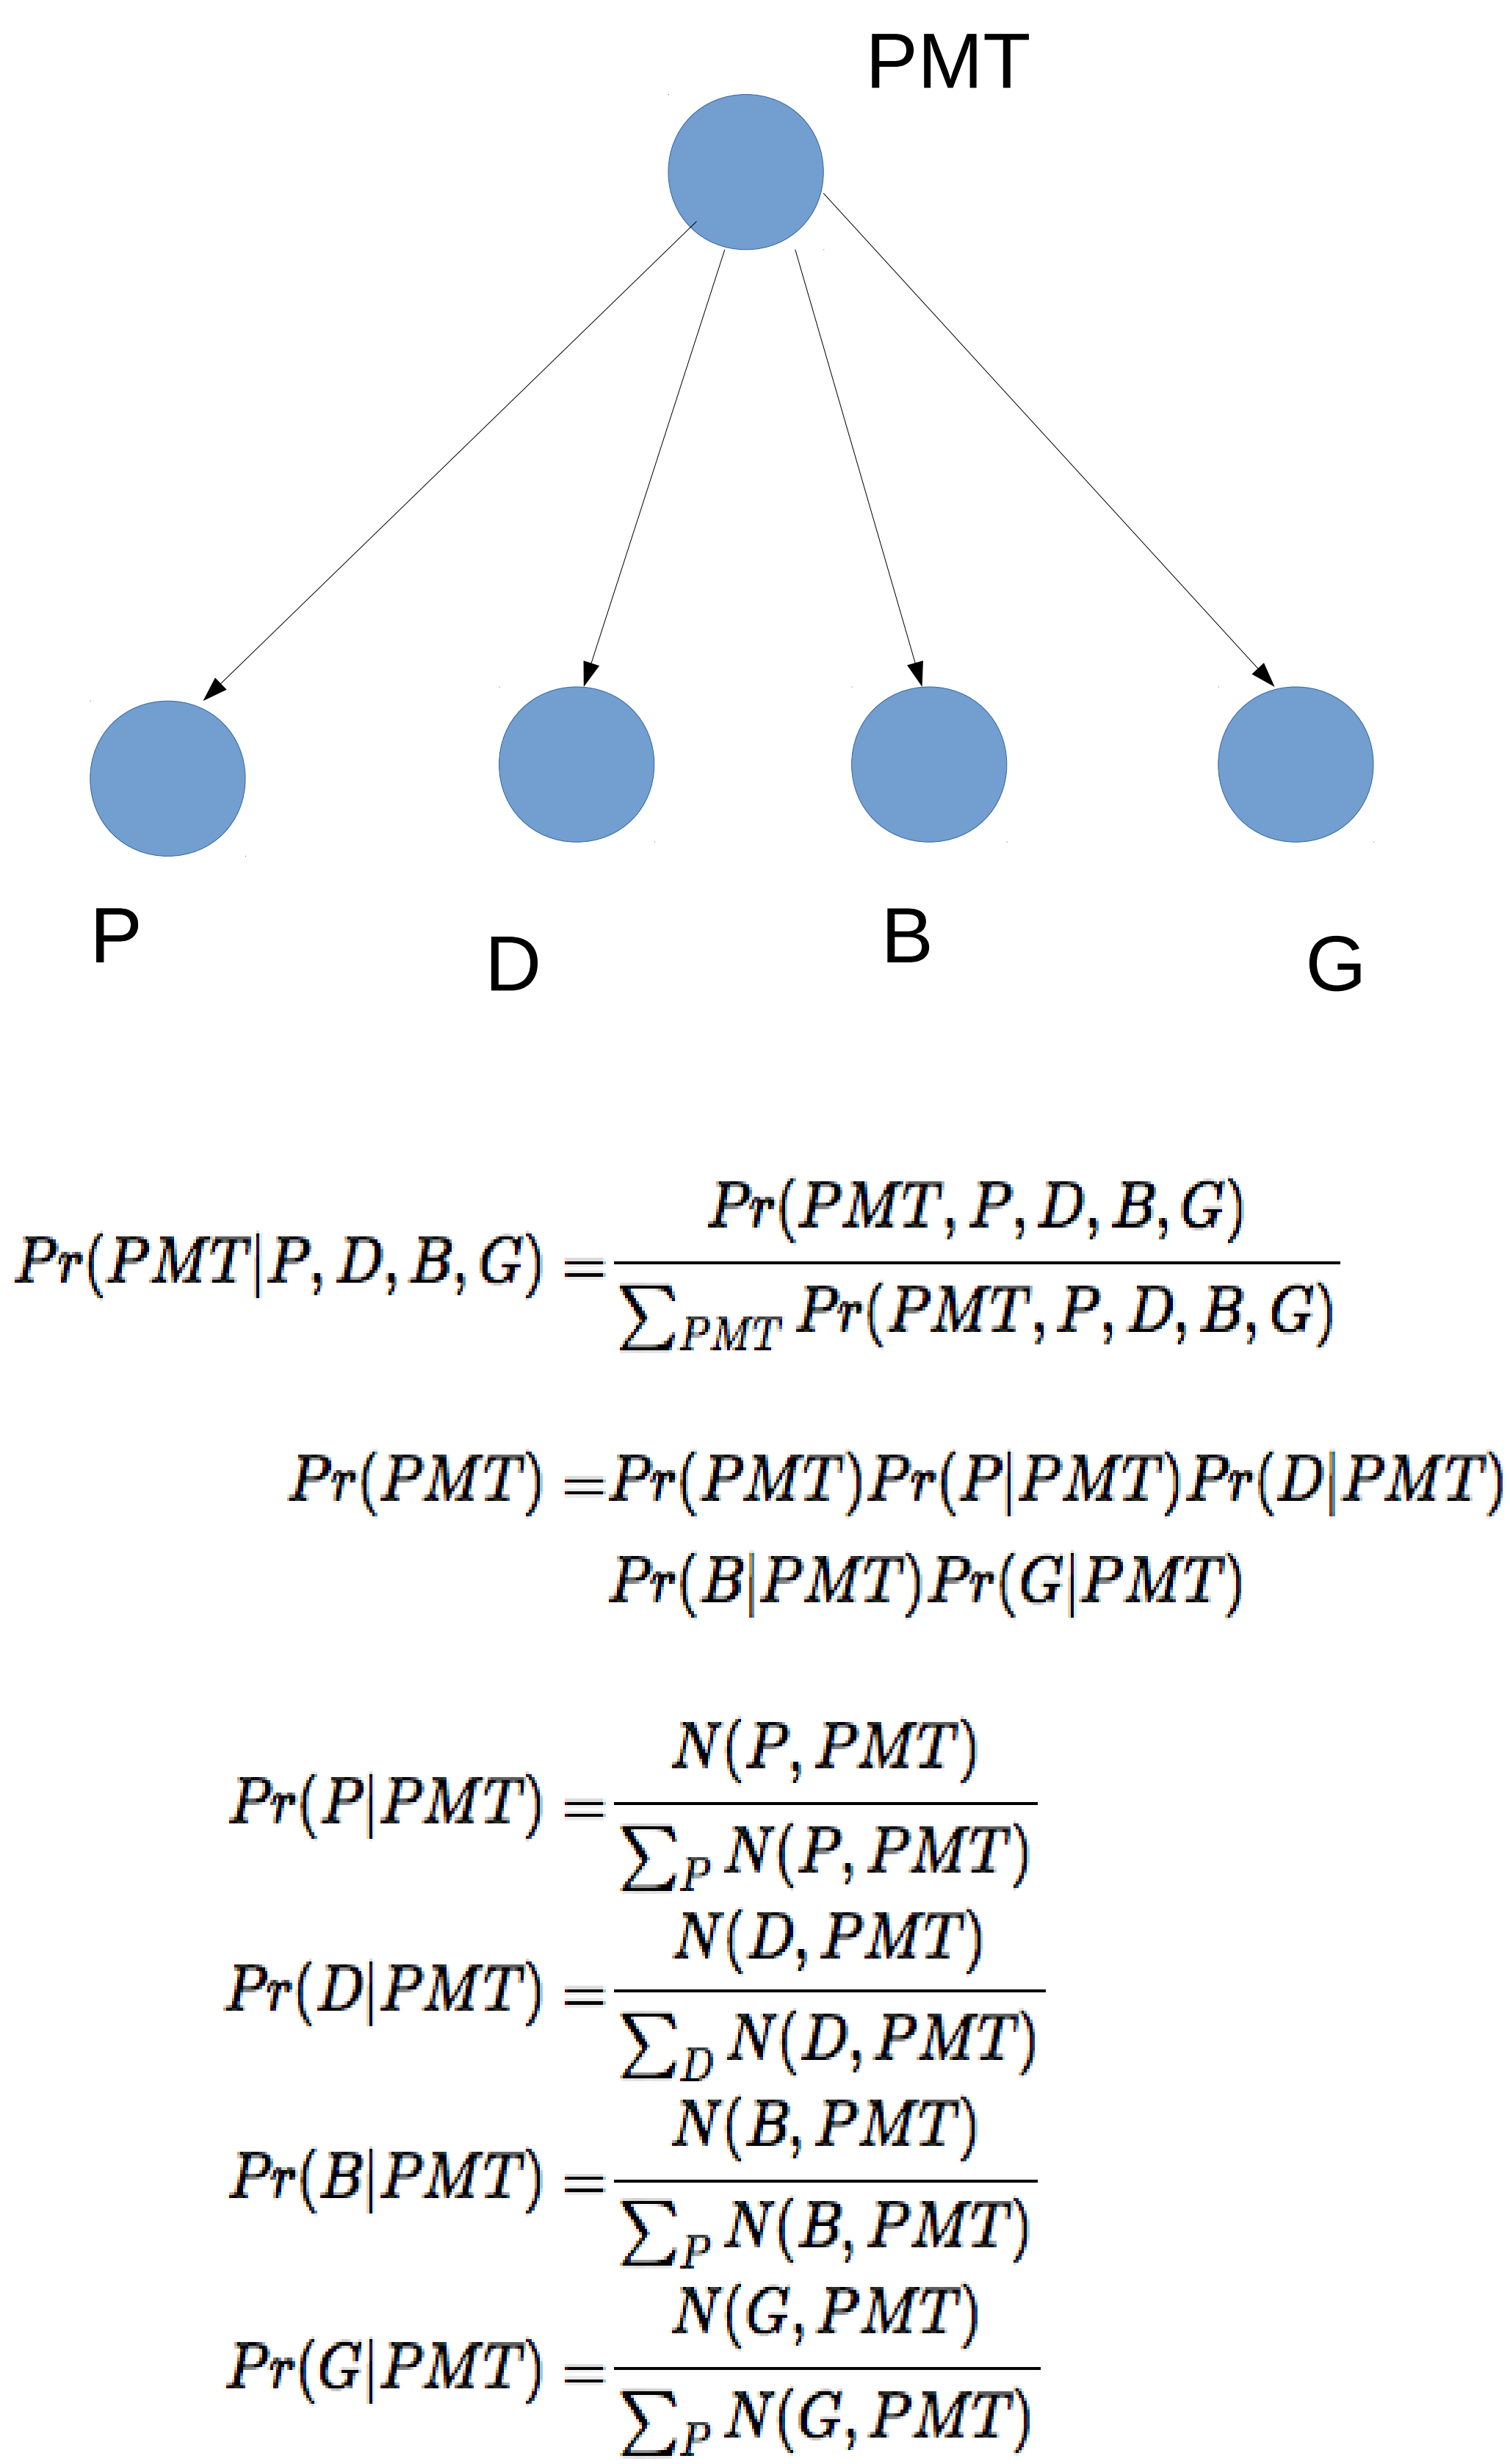 PMT
P D B G
Pr(PMT|P, D, B, G) = Pr(PMT, P, D, B, G) / ∑_PMT Pr(PMT, P, D, B, G)
Pr(PMT) = Pr(PMT)Pr(P|PMT)Pr(D|PMT)
Pr(B|PMT)Pr(G|PMT)
Pr(P|PMT) = N(P, PMT) / ∑_P N(P, PMT)
Pr(D|PMT) = N(D, PMT) / ∑_D N(D, PMT)
Pr(B|PMT) = N(B, PMT) / ∑_P N(B, PMT)
Pr(G|PMT) = N(G, PMT) / ∑_P N(G, PMT)